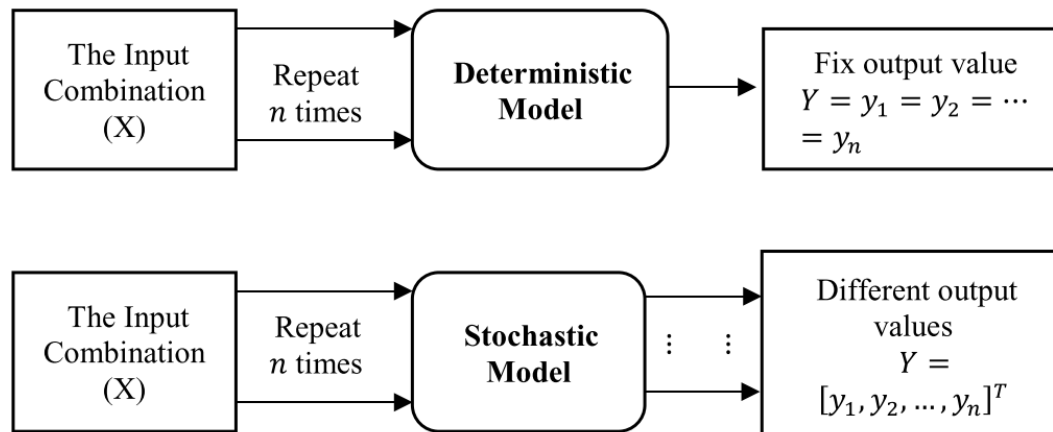 The Input
Combination
(X)
Repeat
n times
Deterministic
Model
Fix output value
Y = y₁ = y₂ = ⋯
= yₙ
The Input
Combination
(X)
Repeat
n times
Stochastic
Model
⋮ ⋮
Different output
values
Y =
[y₁, y₂, …, yₙ]ᵀ